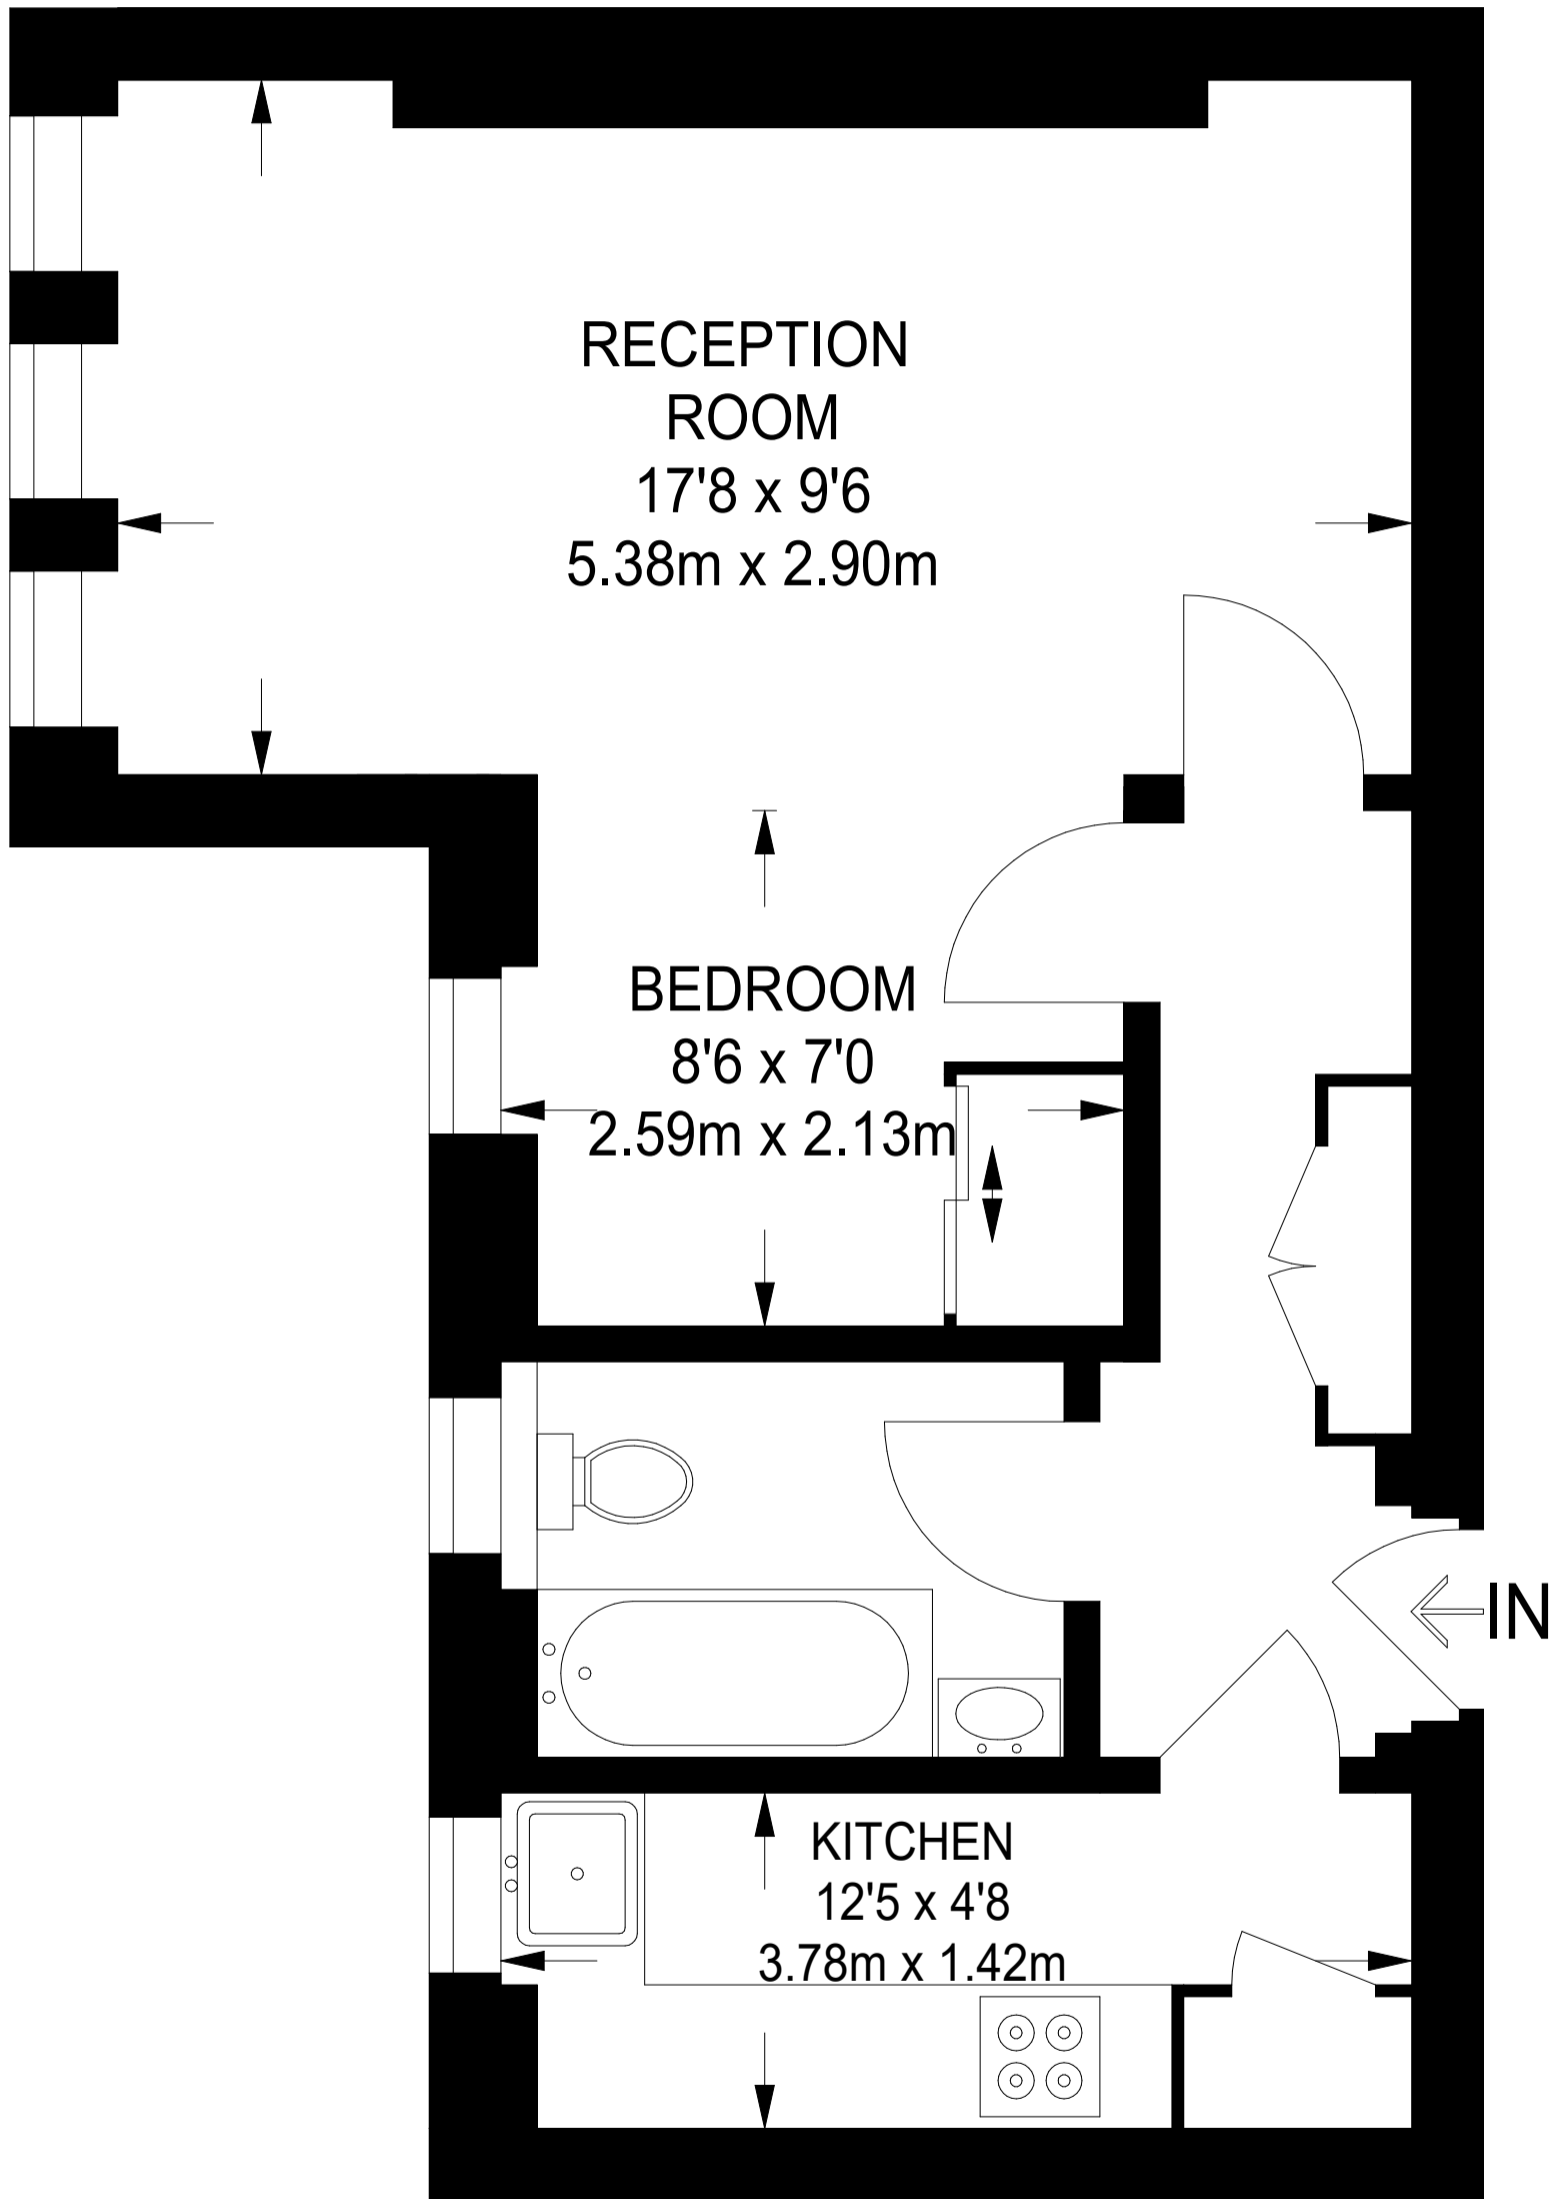 RECEPTION
ROOM
17'8 x 9'6
5.38m x 2.90m
BEDROOM
8'6 x 7'0
2.59m x 2.13m
IN
KITCHEN
12'5 x 4'8
3.78m x 1.42m